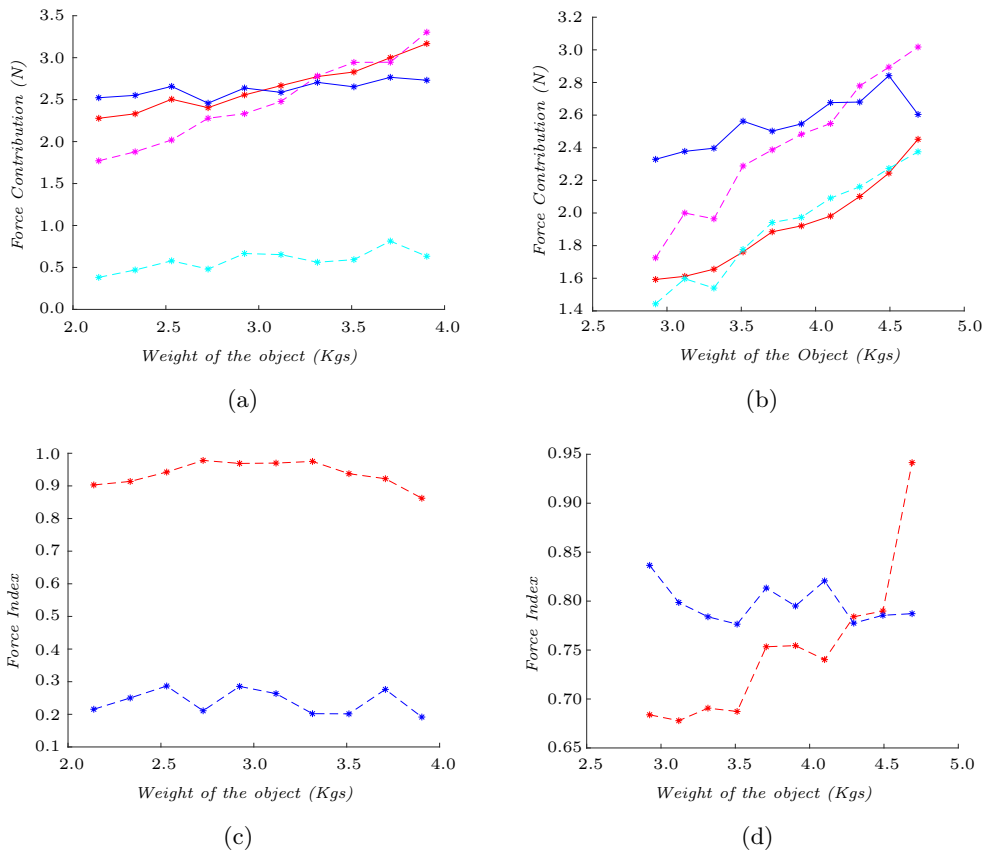 3.5
3.0
2.5
2.0
1.5
1.0
0.5
0.0
Force Contribution (N)
2.0 2.5 3.0 3.5 4.0
Weight of the object (Kgs)
(a)
3.2
3.0
2.8
2.6
2.4
2.2
2.0
1.8
1.6
1.4
Force Contribution (N)
2.5 3.0 3.5 4.0 4.5 5.0
Weight of the Object (Kgs)
(b)
1.0
0.9
0.8
0.7
0.6
0.5
0.4
0.3
0.2
0.1
Force Index
2.0 2.5 3.0 3.5 4.0
Weight of the object (Kgs)
(c)
0.95
0.90
0.85
0.80
0.75
0.70
0.65
Force Index
2.5 3.0 3.5 4.0 4.5 5.0
Weight of the object (Kgs)
(d)